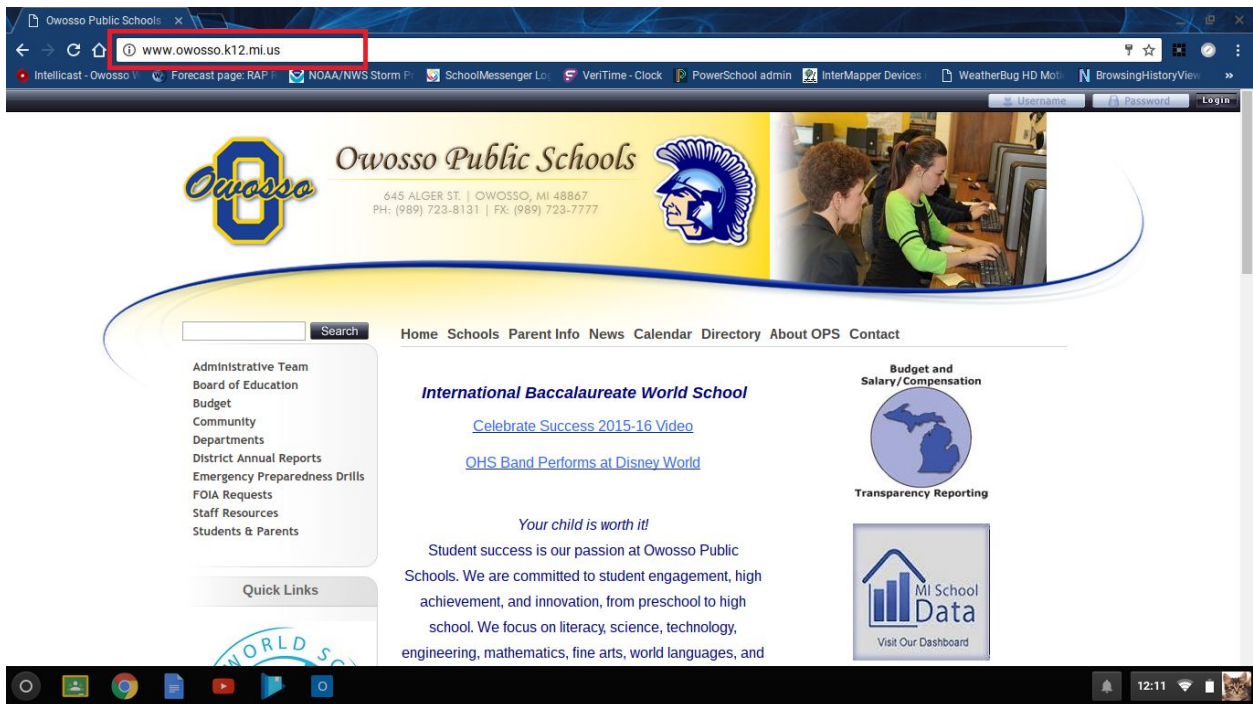 Owosso Public Schools
www.owosso.k12.mi.us
Intellicast - Owosso W Forecast page: RAP R NOAA/NWS Storm Pr SchoolMessenger Log VeriTime - Clock PowerSchool admin InterMapper Devices WeatherBug HD Moti BrowsingHistoryView »
Username Password Login
Owosso
Owosso Public Schools
645 ALGER ST. | OWOSSO, MI 48867
PH: (989) 723-8131 | FX: (989) 723-7777
Search
Home Schools Parent Info News Calendar Directory About OPS Contact
Administrative Team
Board of Education
Budget
Community
Departments
District Annual Reports
Emergency Preparedness Drills
FOIA Requests
Staff Resources
Students & Parents
Quick Links
WORLD SC
International Baccalaureate World School
Celebrate Success 2015-16 Video
OHS Band Performs at Disney World
Your child is worth it!
Student success is our passion at Owosso Public
Schools. We are committed to student engagement, high
achievement, and innovation, from preschool to high
school. We focus on literacy, science, technology,
engineering, mathematics, fine arts, world languages, and
Budget and
Salary/Compensation
Transparency Reporting
MI School
Data
Visit Our Dashboard
12:11